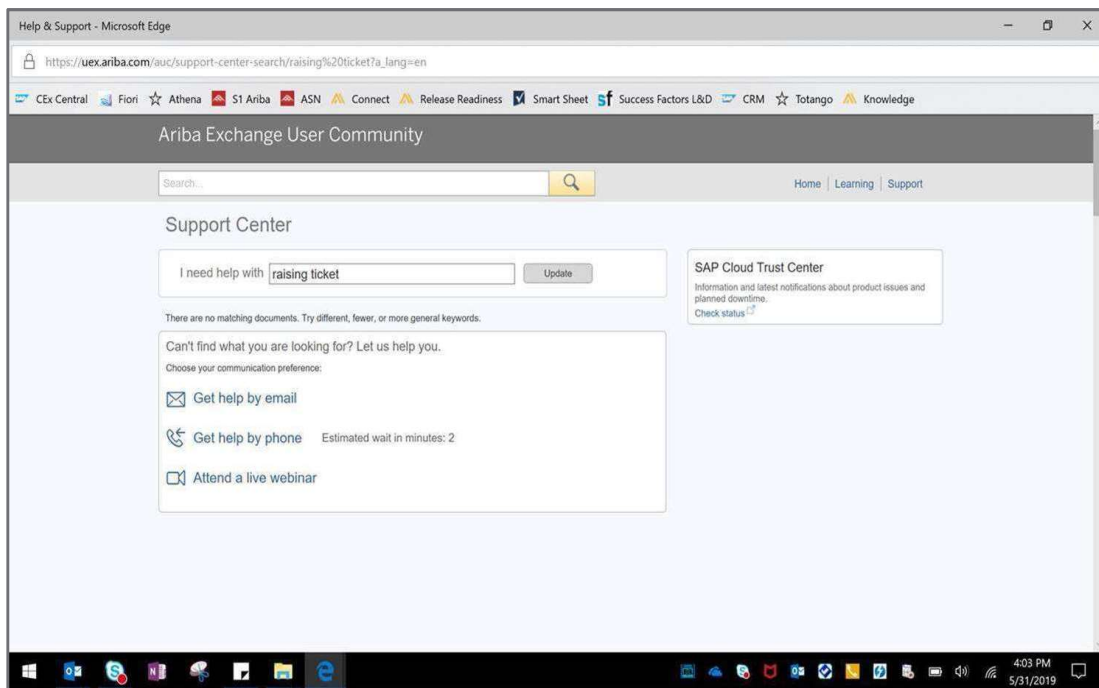 Help & Support - Microsoft Edge
https://uex.ariba.com/auc/support-center-search/raising%20ticket?a_lang=en
CEx Central Fiori Athena S1 Ariba ASN Connect Release Readiness Smart Sheet Success Factors L&D CRM Totango Knowledge
Ariba Exchange User Community
Search...
Home | Learning | Support
Support Center
I need help with raising ticket Update
There are no matching documents. Try different, fewer, or more general keywords.
Can't find what you are looking for? Let us help you.
Choose your communication preference:
Get help by email
Get help by phone Estimated wait in minutes: 2
Attend a live webinar
SAP Cloud Trust Center
Information and latest notifications about product issues and
planned downtime.
Check status
4:03 PM
5/31/2019